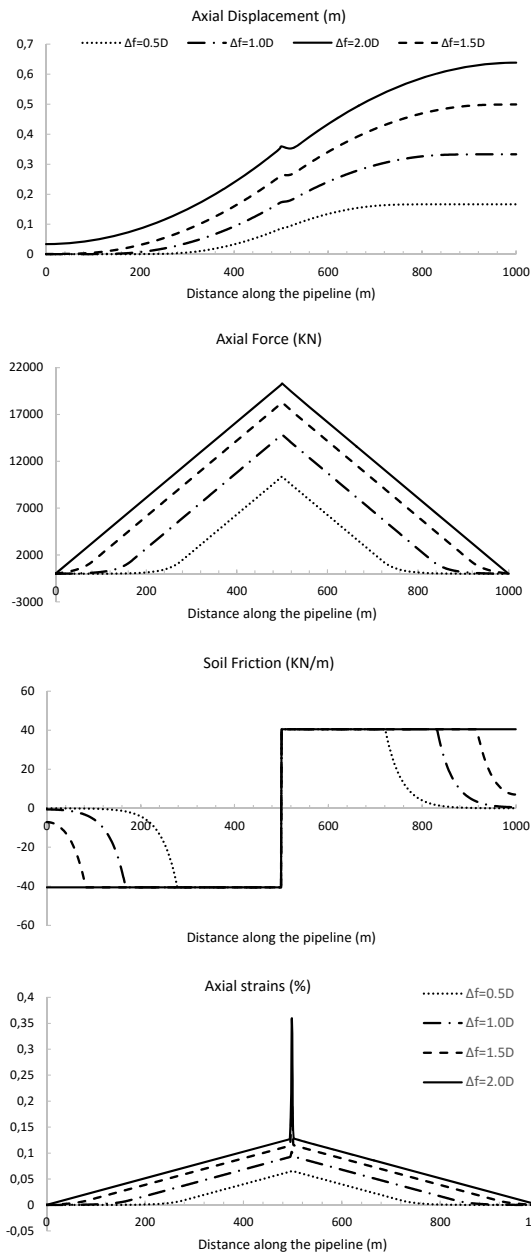 Axial Displacement (m)
Δf=0.5D Δf=1.0D Δf=2.0D Δf=1.5D
0,7
0,6
0,5
0,4
0,3
0,2
0,1
0
0 200 400 600 800 1000
Distance along the pipeline (m)
Axial Force (KN)
22000
17000
12000
7000
2000
-3000
0 200 400 600 800 1000
Distance along the pipeline (m)
Soil Friction (KN/m)
60
40
20
0
-20
-40
-60
0 200 400 600 800 1000
Distance along the pipeline (m)
Axial strains (%)
0,4
0,35
0,3
0,25
0,2
0,15
0,1
0,05
0
-0,05
Δf=0.5D
Δf=1.0D
Δf=1.5D
Δf=2.0D
0 200 400 600 800
Distance along the pipeline (m)